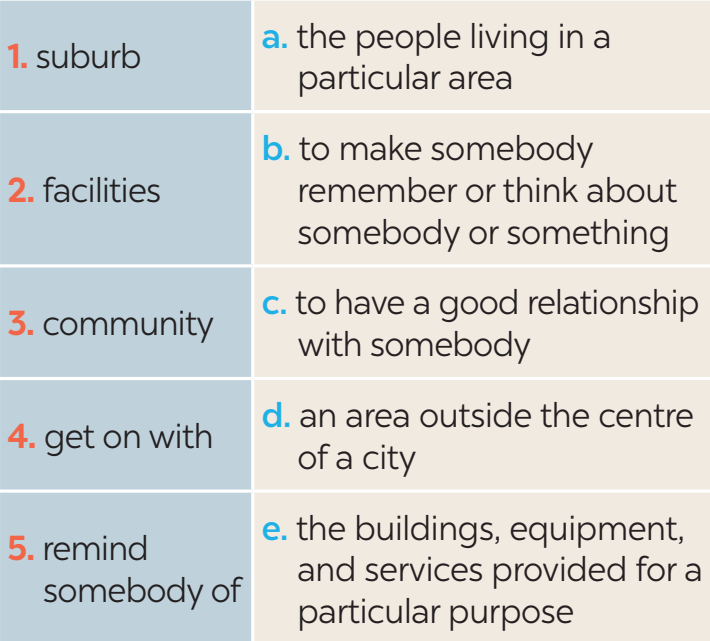 1. suburb
a. the people living in a
particular area
2. facilities
b. to make somebody
remember or think about
somebody or something
3. community
c. to have a good relationship
with somebody
4. get on with
d. an area outside the centre
of a city
5. remind
somebody of
e. the buildings, equipment,
and services provided for a
particular purpose